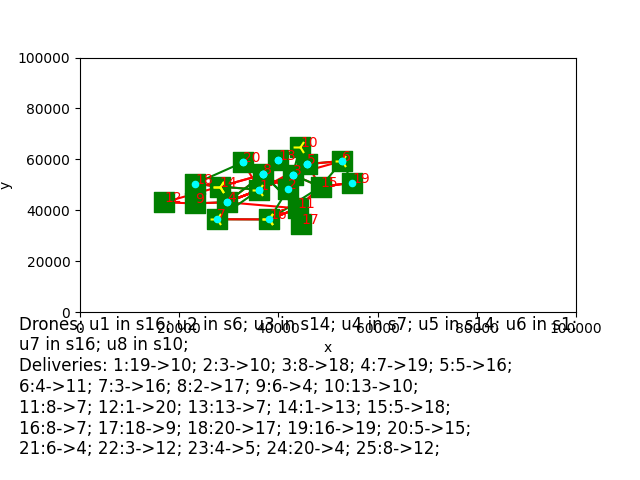 100000
80000
60000
40000
20000
0
0 20000 40000 60000 80000 100000
x
y
Drones: u1 in s16; u2 in s6; u3 in s14; u4 in s7; u5 in s14; u6 in s1;
u7 in s16; u8 in s10;
Deliveries: 1:19->10; 2:3->10; 3:8->18; 4:7->19; 5:5->16;
6:4->11; 7:3->16; 8:2->17; 9:6->4; 10:13->10;
11:8->7; 12:1->20; 13:13->7; 14:1->13; 15:5->18;
16:8->7; 17:18->9; 18:20->17; 19:16->19; 20:5->15;
21:6->4; 22:3->12; 23:4->5; 24:20->4; 25:8->12;